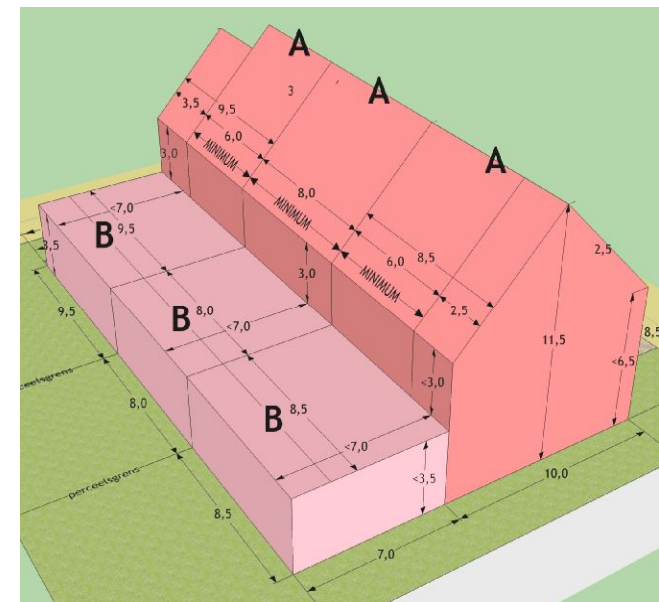 A
A
3
9,5
3,5
6,0
MINIMUM
A
3,0
8,0
<7,0
9,5
B
MINIMUM
8,5
6,0
2,5
3,5
3,0
MINIMUM
2,5
9,5
8,0
<7,0
B
11,5
8,5
<3,0
<6,5
perceelsgrens
8,0
8,5
B
<7,0
<3,5
10,0
perceelsgrens
8,5
7,0